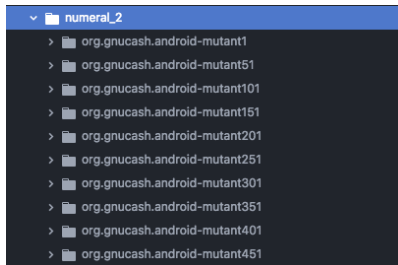 numeral_2
org.gnucash.android-mutant1
org.gnucash.android-mutant51
org.gnucash.android-mutant101
org.gnucash.android-mutant151
org.gnucash.android-mutant201
org.gnucash.android-mutant251
org.gnucash.android-mutant301
org.gnucash.android-mutant351
org.gnucash.android-mutant401
org.gnucash.android-mutant451